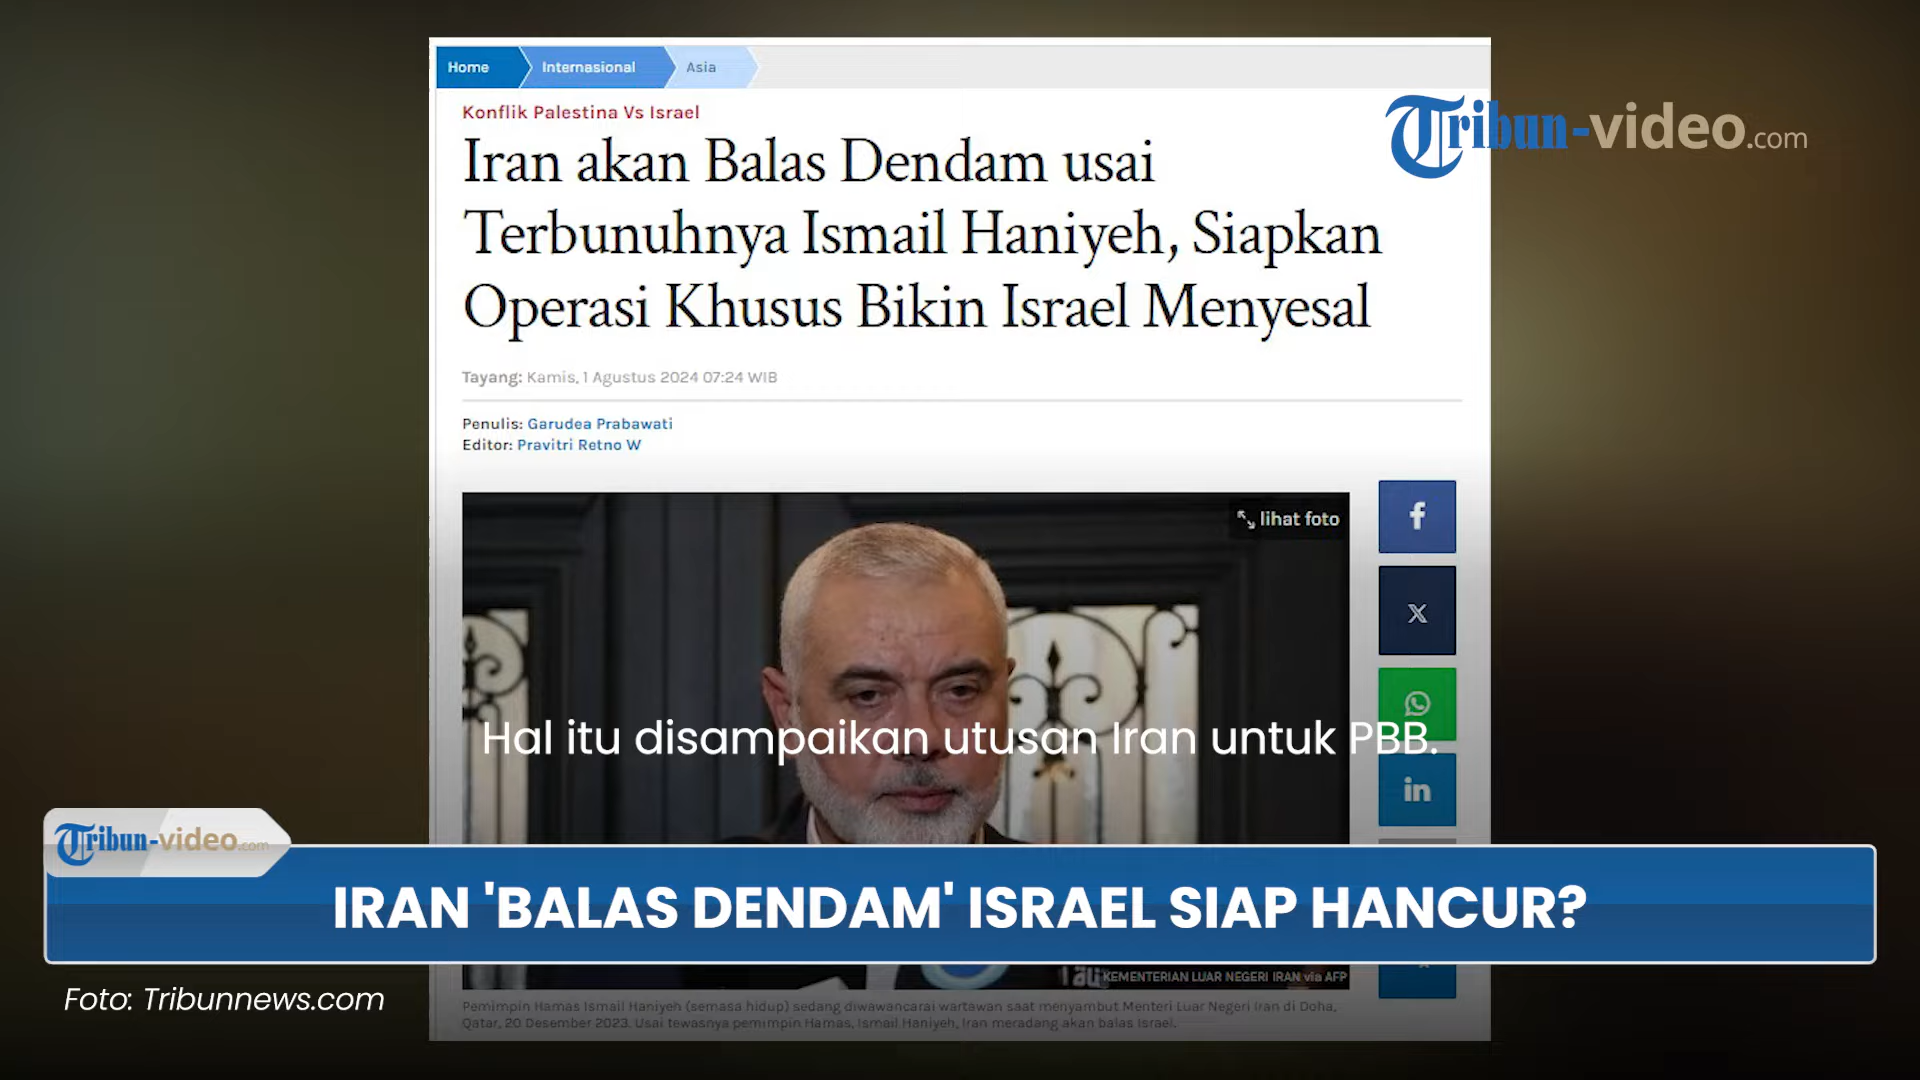 Home
Internasional
Asia
Konflik Palestina Vs Israel
Tribun-video.com
Iran akan Balas Dendam usai
Terbunuhnya Ismail Haniyeh, Siapkan
Operasi Khusus Bikin Israel Menyesal
Tayang: Kamis, 1 Agustus 2024 07:24 WIB
Penulis: Garudea Prabawati
Editor: Pravitri Retno W
lihat foto
Hal itu disampaikan utusan Iran untuk PBB.
Tribun-video.com
IRAN 'BALAS DENDAM' ISRAEL SIAP HANCUR?
KEMENTERIAN LUAR NEGERI IRAN via AFP
Foto: Tribunnews.com
Pemimpin Hamas Ismail Haniyeh (semasa hidup) sedang diwawancarai wartawan saat menyambut Menteri Luar Negeri Iran di Doha,
Qatar, 20 Desember 2023. Usai tewasnya pemimpin Hamas, Ismail Haniyeh, Iran meradang akan balas Israel.